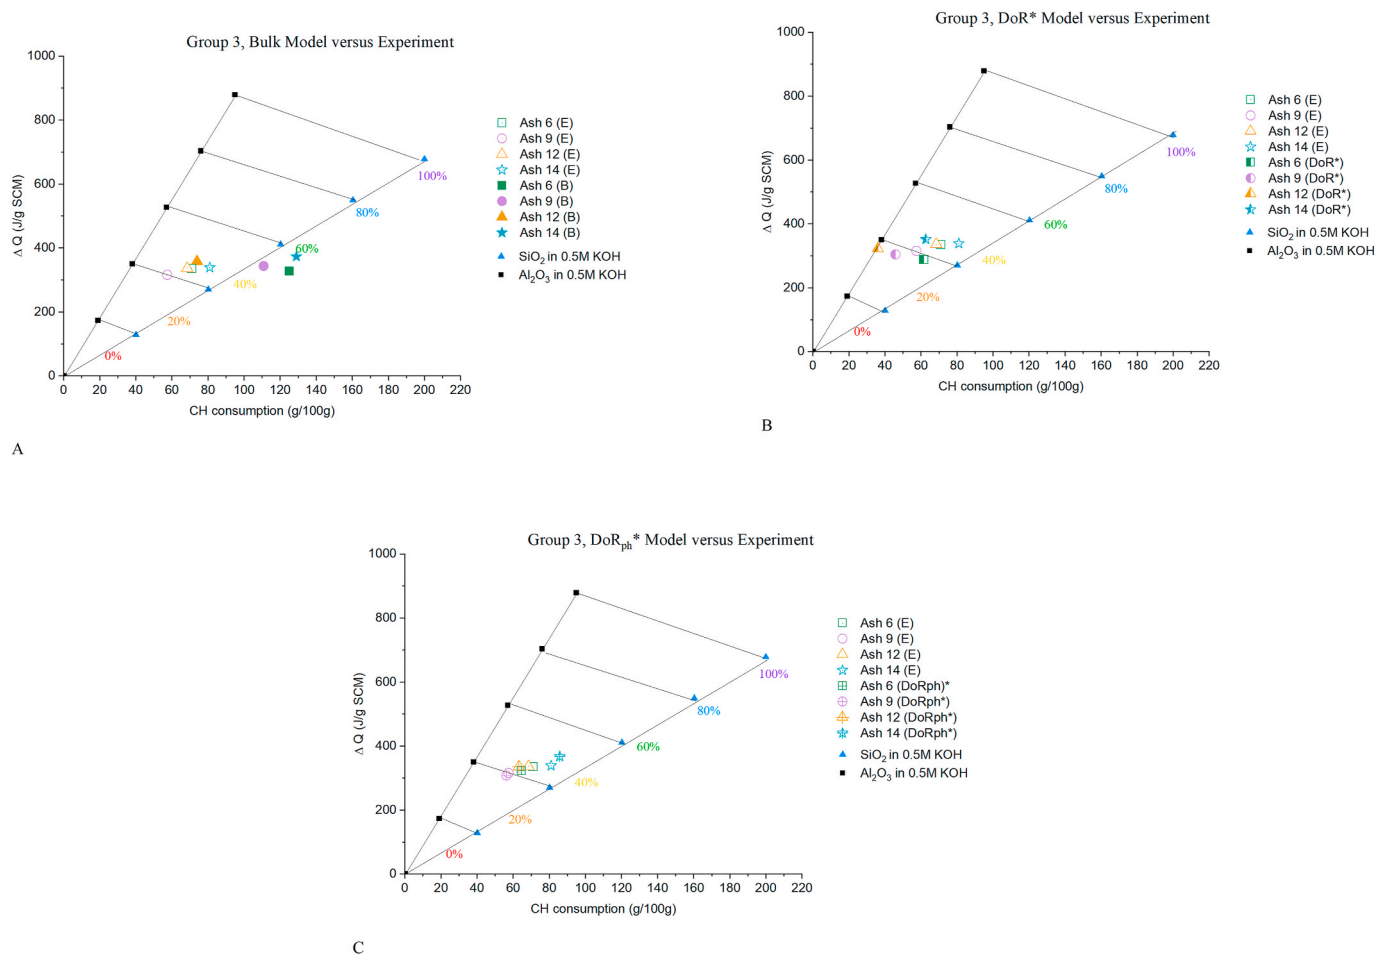 Group 3, Bulk Model versus Experiment
1000
800
600
400
200
0
Δ Q (J/g SCM)
0 20 40 60 80 100 120 140 160 180 200 220
CH consumption (g/100g)
0%
20%
40%
60%
80%
100%
Ash 6 (E)
Ash 9 (E)
Ash 12 (E)
Ash 14 (E)
Ash 6 (B)
Ash 9 (B)
Ash 12 (B)
Ash 14 (B)
SiO2 in 0.5M KOH
Al2O3 in 0.5M KOH
A
Group 3, DoR* Model versus Experiment
1000
800
600
400
200
0
Δ Q (J/g SCM)
0 20 40 60 80 100 120 140 160 180 200 220
CH consumption (g/100g)
0%
20%
40%
60%
80%
100%
Ash 6 (E)
Ash 9 (E)
Ash 12 (E)
Ash 14 (E)
Ash 6 (DoR*)
Ash 9 (DoR*)
Ash 12 (DoR*)
Ash 14 (DoR*)
SiO2 in 0.5M KOH
Al2O3 in 0.5M KOH
B
Group 3, DoRph* Model versus Experiment
1000
800
600
400
200
0
Δ Q (J/g SCM)
0 20 40 60 80 100 120 140 160 180 200 220
CH consumption (g/100g)
0%
20%
40%
60%
80%
100%
Ash 6 (E)
Ash 9 (E)
Ash 12 (E)
Ash 14 (E)
Ash 6 (DoRph)*
Ash 9 (DoRph*)
Ash 12 (DoRph*)
Ash 14 (DoRph*)
SiO2 in 0.5M KOH
Al2O3 in 0.5M KOH
C